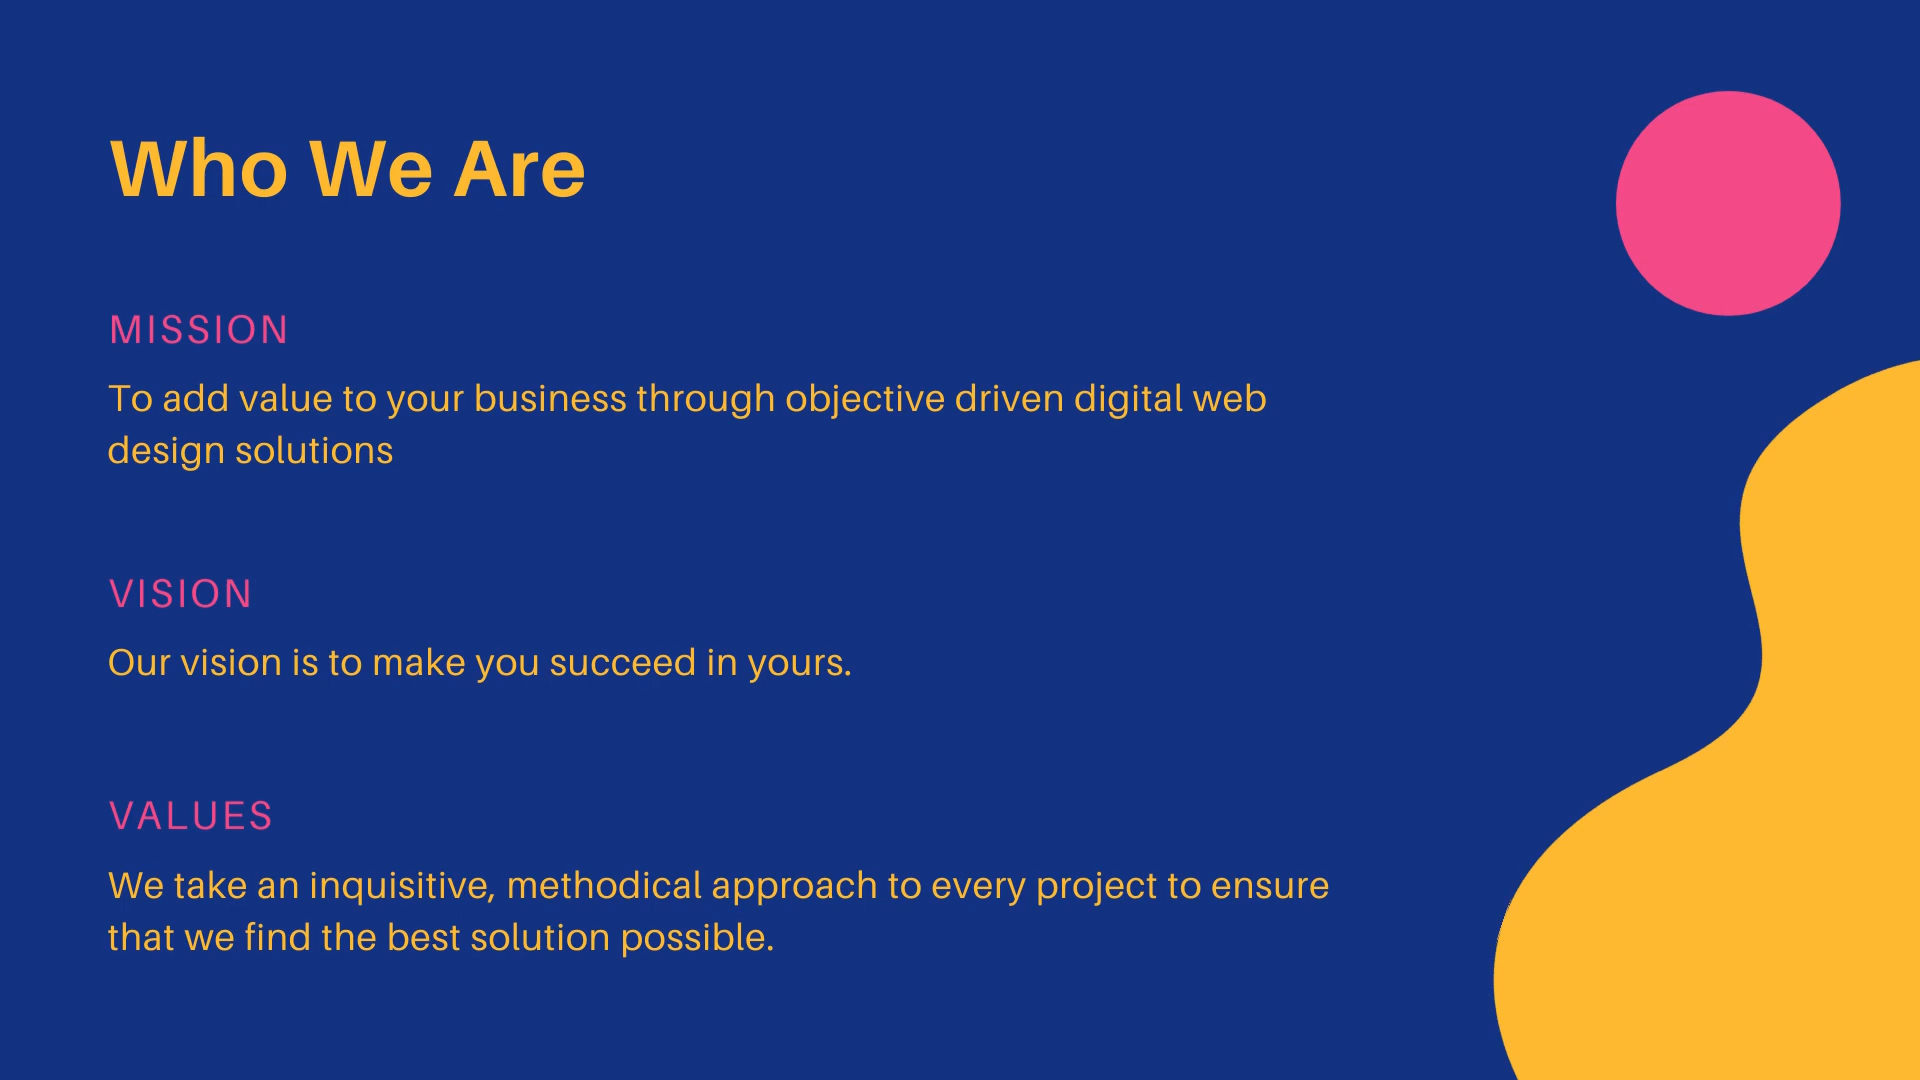 Who We Are
MISSION
To add value to your business through objective driven digital web
design solutions
VISION
Our vision is to make you succeed in yours.
VALUES
We take an inquisitive, methodical approach to every project to ensure
that we find the best solution possible.